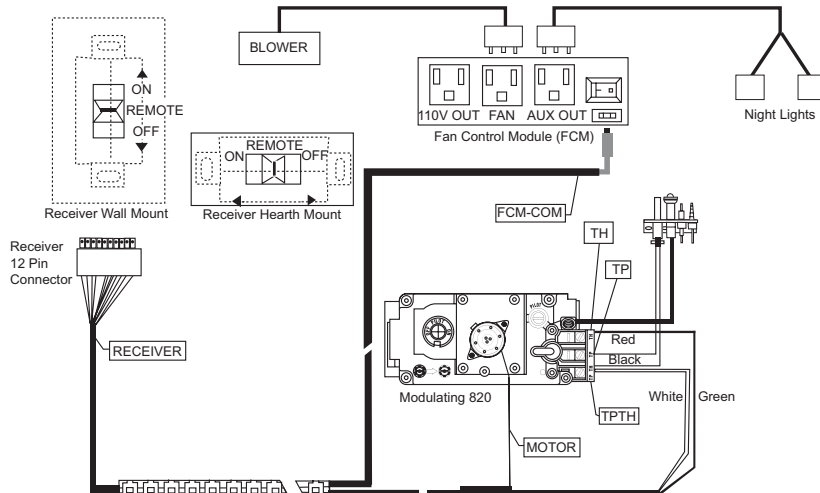 BLOWER
110V OUT FAN AUX OUT
Fan Control Module (FCM)
Night Lights
ON
REMOTE
OFF
Receiver Wall Mount
REMOTE
ON OFF
Receiver Hearth Mount
FCM-COM
TH
TP
Receiver
12 Pin
Connector
RECEIVER
PILOT
Red
Black
White Green
Modulating 820
TPTH
MOTOR